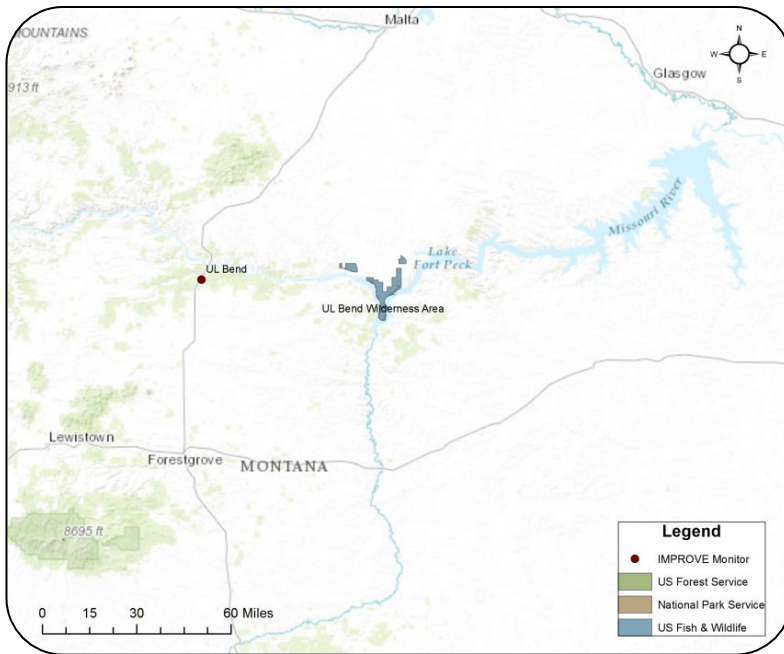 Malta
MOUNTAINS
N
W E
S
Glasgow
913 ft
Missouri River
Lake
Fort Peck
UL Bend
UL Bend Wilderness Area
Lewistown
Forestgrove
MONTANA
8695 ft
Legend
IMPROVE Monitor
US Forest Service
National Park Service
US Fish & Wildlife
0 15 30 60 Miles